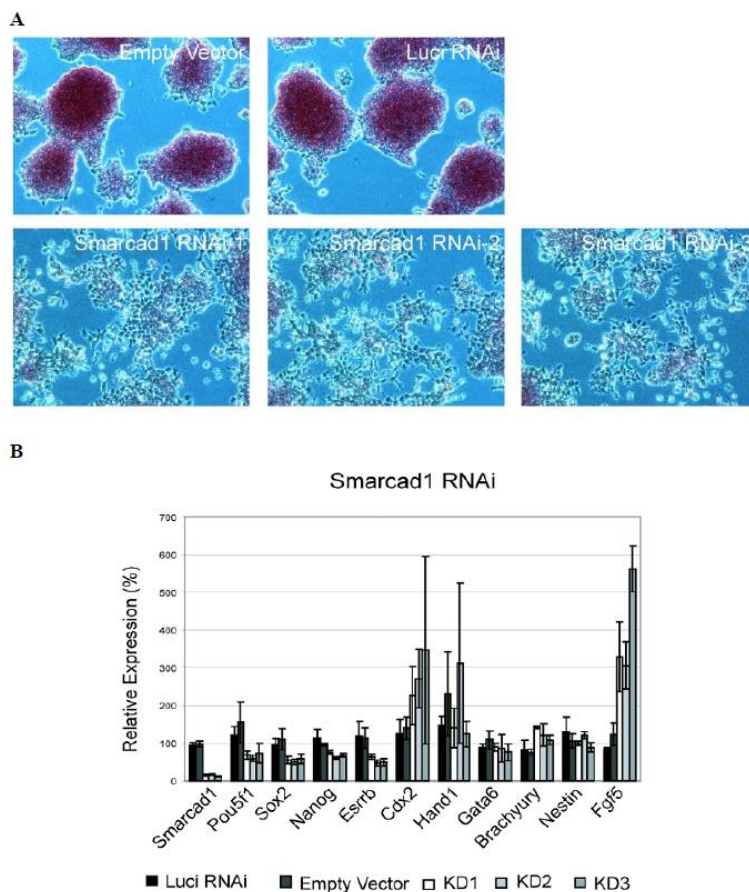 A
Empty Vector
Luci RNAi
Smarcad1 RNAi-1
Smarcad1 RNAi-2
Smarcad1 RNAi-
B
Smarcad1 RNAi
Relative Expression (%)
700
600
500
400
300
200
100
0
Smarcad1
Pou5f1
Sox2
Nanog
Esrrb
Cdx2
Hand1
Gata6
Brachyury
Nestin
Fgf5
Luci RNAi Empty Vector KD1 KD2 KD3